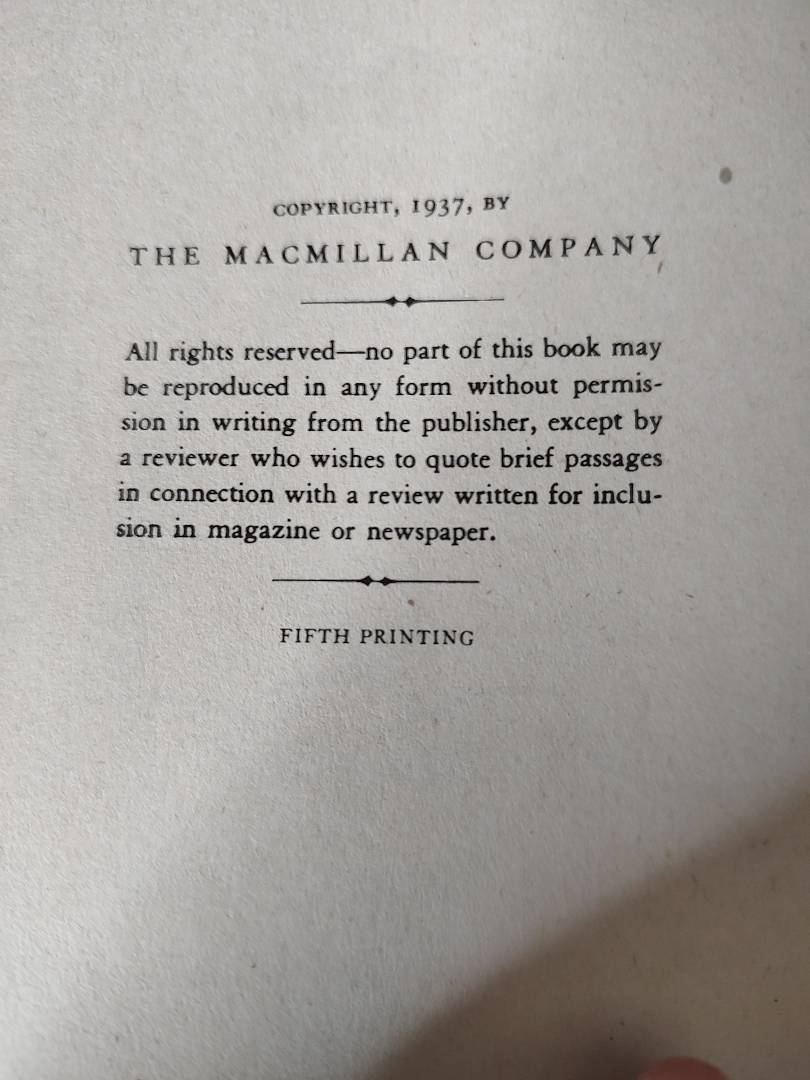 COPYRIGHT, 1937, BY
THE MACMILLAN COMPANY
All rights reserved—no part of this book may
be reproduced in any form without permis-
sion in writing from the publisher, except by
a reviewer who wishes to quote brief passages
in connection with a review written for inclu-
sion in magazine or newspaper.
FIFTH PRINTING